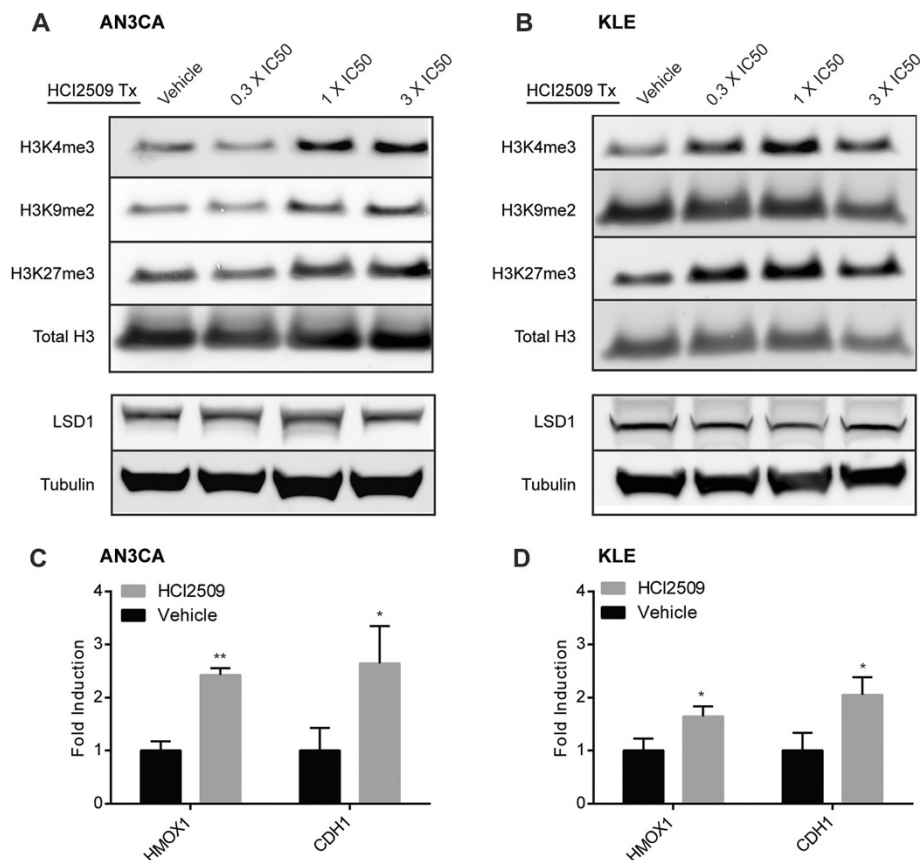 A AN3CA
HCI2509 Tx Vehicle 0.3 X IC50 1 X IC50 3 X IC50
H3K4me3
H3K9me2
H3K27me3
Total H3
LSD1
Tubulin
B KLE
HCI2509 Tx Vehicle 0.3 X IC50 1 X IC50 3 X IC50
H3K4me3
H3K9me2
H3K27me3
Total H3
LSD1
Tubulin
C AN3CA
HCI2509
Vehicle
Fold Induction
4
3
2
1
0
** *
HMOX1 CDH1
D KLE
HCI2509
Vehicle
Fold Induction
4
3
2
1
0
* *
HMOX1 CDH1